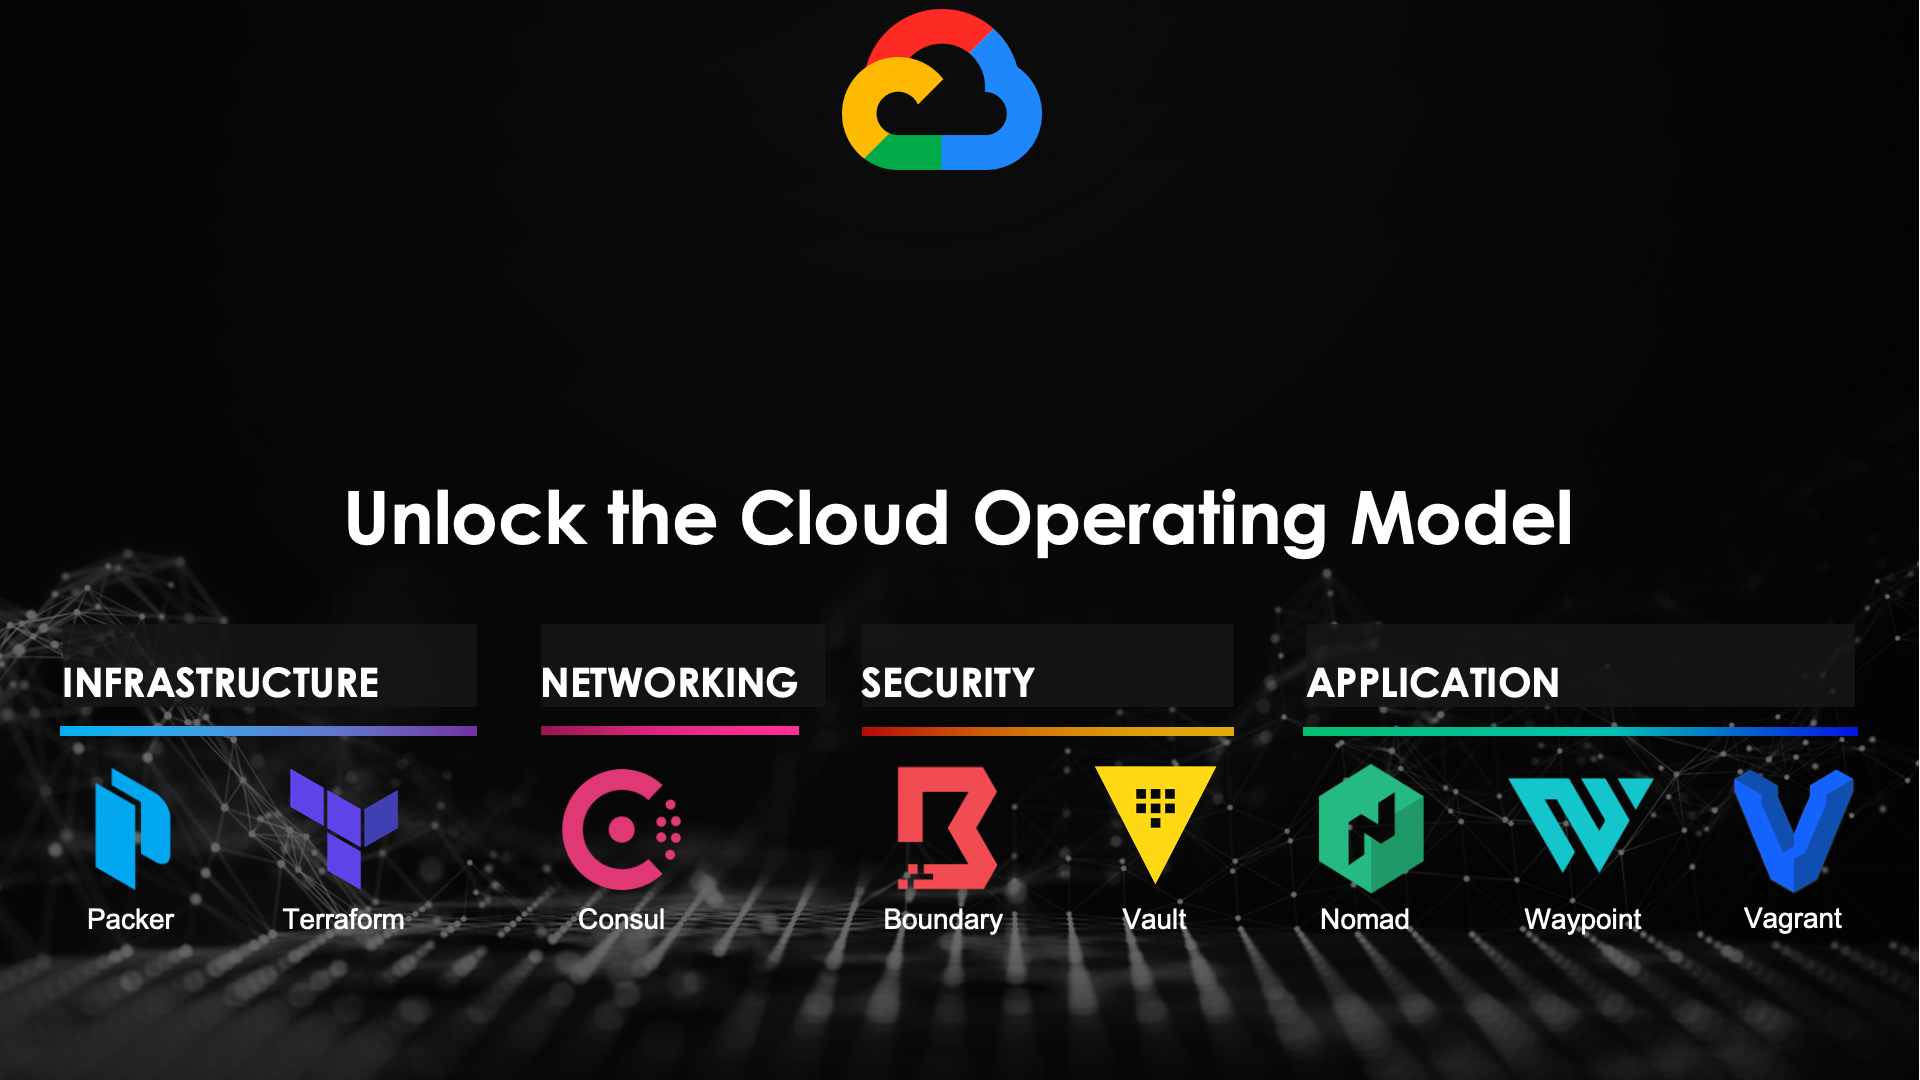 Unlock the Cloud Operating Model
INFRASTRUCTURE
NETWORKING
SECURITY
APPLICATION
Packer
Terraform
Consul
Boundary
Vault
Nomad
Waypoint
Vagrant